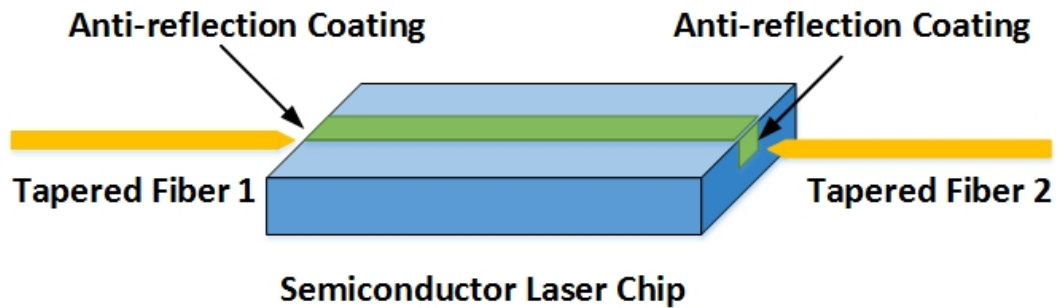 Anti-reflection Coating
Anti-reflection Coating
Tapered Fiber 1
Tapered Fiber 2
Semiconductor Laser Chip